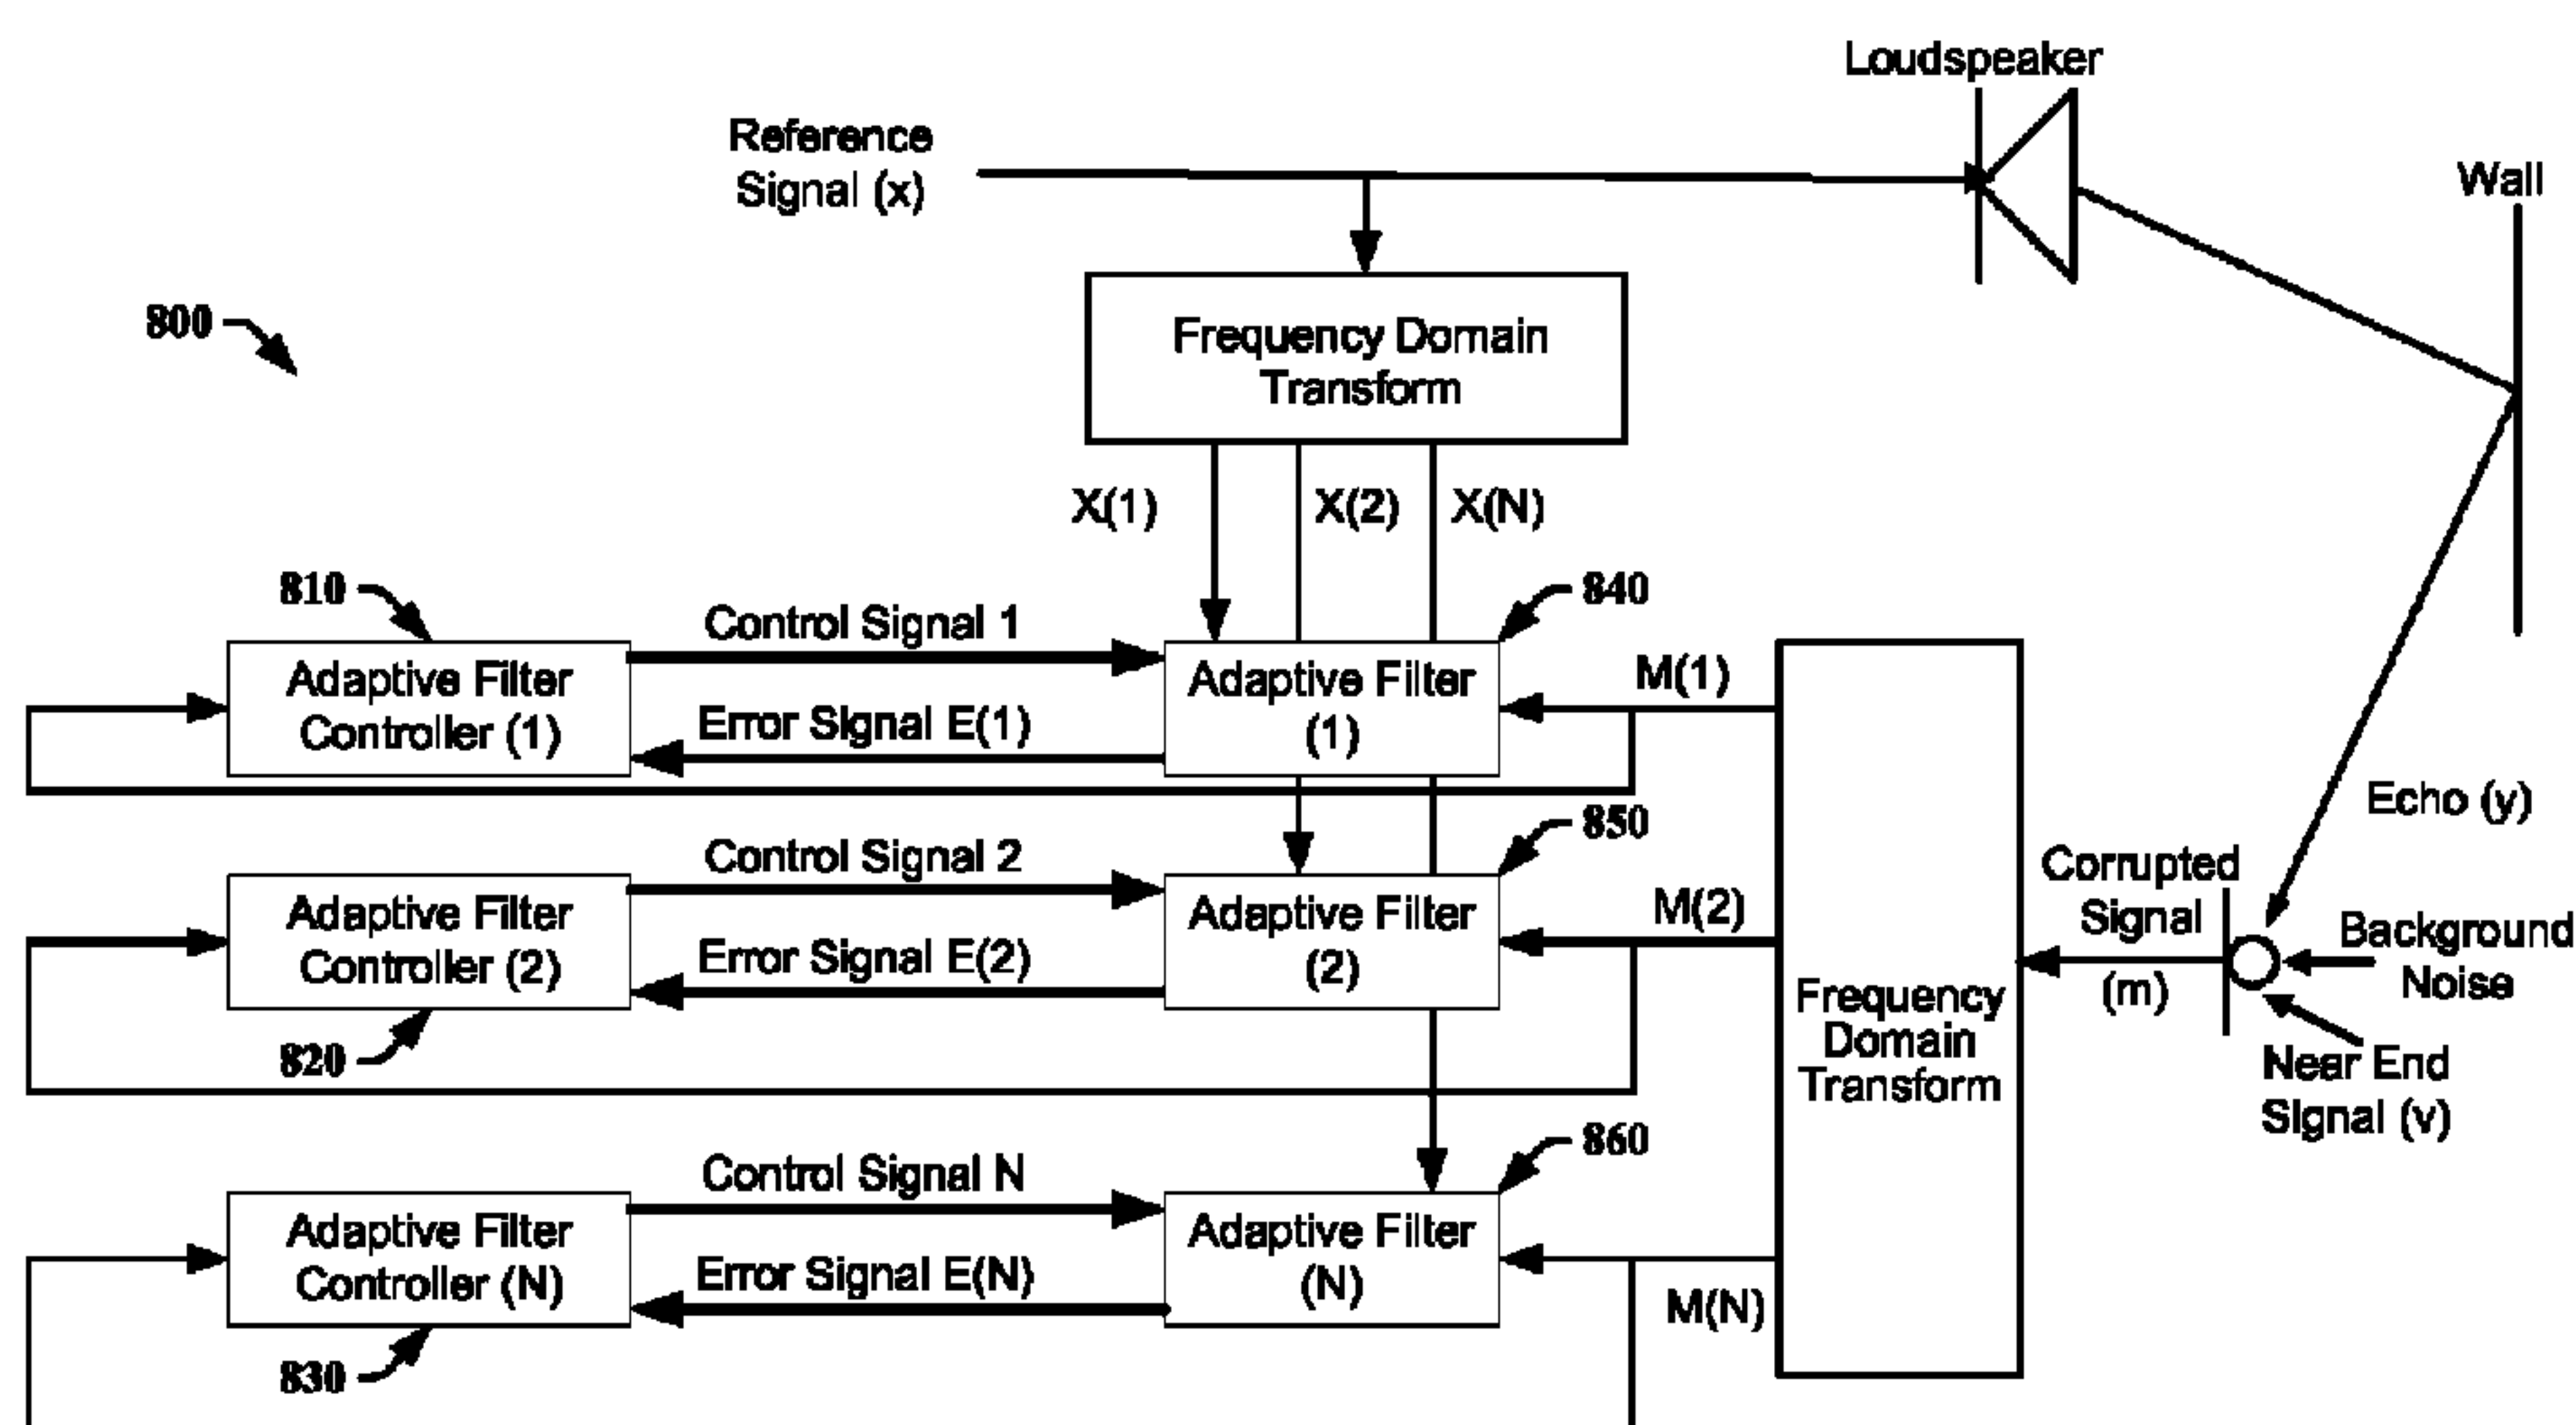 Loudspeaker
Reference
Signal (x)
Wall
800
Frequency Domain
Transform
X(1)
X(2)
X(N)
810
Control Signal 1
840
Adaptive Filter
Controller (1)
Error Signal E(1)
Adaptive Filter
(1)
M(1)
Echo (y)
850
Control Signal 2
Adaptive Filter
Controller (2)
Error Signal E(2)
Adaptive Filter
(2)
M(2)
Corrupted
Signal
(m)
Background
Noise
Frequency
Domain
Transform
Near End
Signal (v)
820
860
Control Signal N
Adaptive Filter
Controller (N)
Error Signal E(N)
Adaptive Filter
(N)
M(N)
830